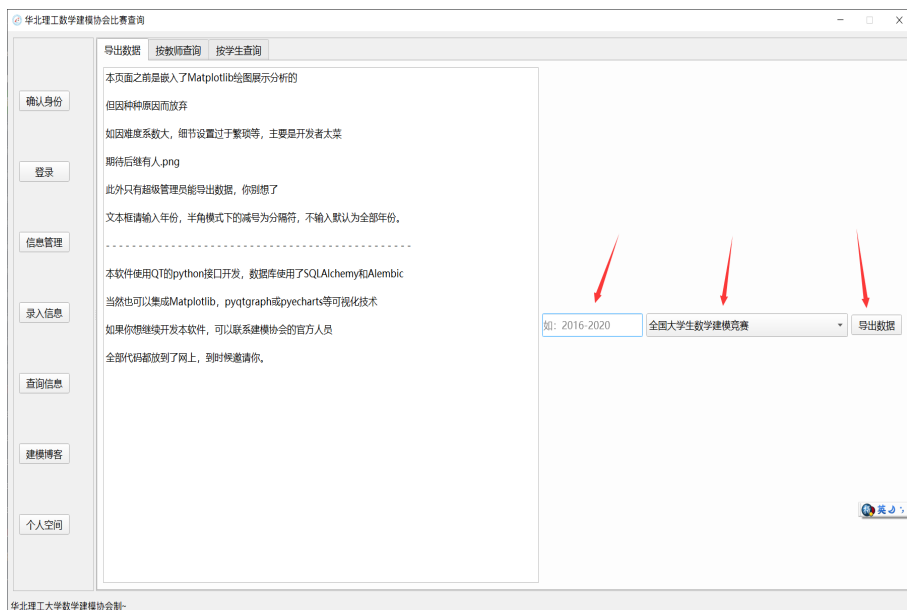 华北理工数学建模协会比赛查询
导出数据 按教师查询 按学生查询
本页面之前是嵌入了Matplotlib绘图展示分析的
但因种种原因而放弃
如因难度系数大，细节设置过于繁琐等，主要是开发者太菜
期待后继有人.png
此外只有超级管理员能导出数据，你别想了
文本框请输入年份，半角模式下的减号为分隔符，不输入默认为全部年份。
- - - - - - - - - - - - - - - - - - - - - - - - - - - - - - - - - - - - - - - - - - - - - - -
本软件使用QT的python接口开发，数据库使用了SQLAlchemy和Alembic
当然也可以集成Matplotlib，pyqtgraph或pyecharts等可视化技术
如果你想继续开发本软件，可以联系建模协会的官方人员
全部代码都放到了网上，到时候邀请你。
确认身份
登录
信息管理
录入信息
查询信息
建模博客
个人空间
如：2016-2020 全国大学生数学建模竞赛 导出数据
英
华北理工大学数学建模协会制~